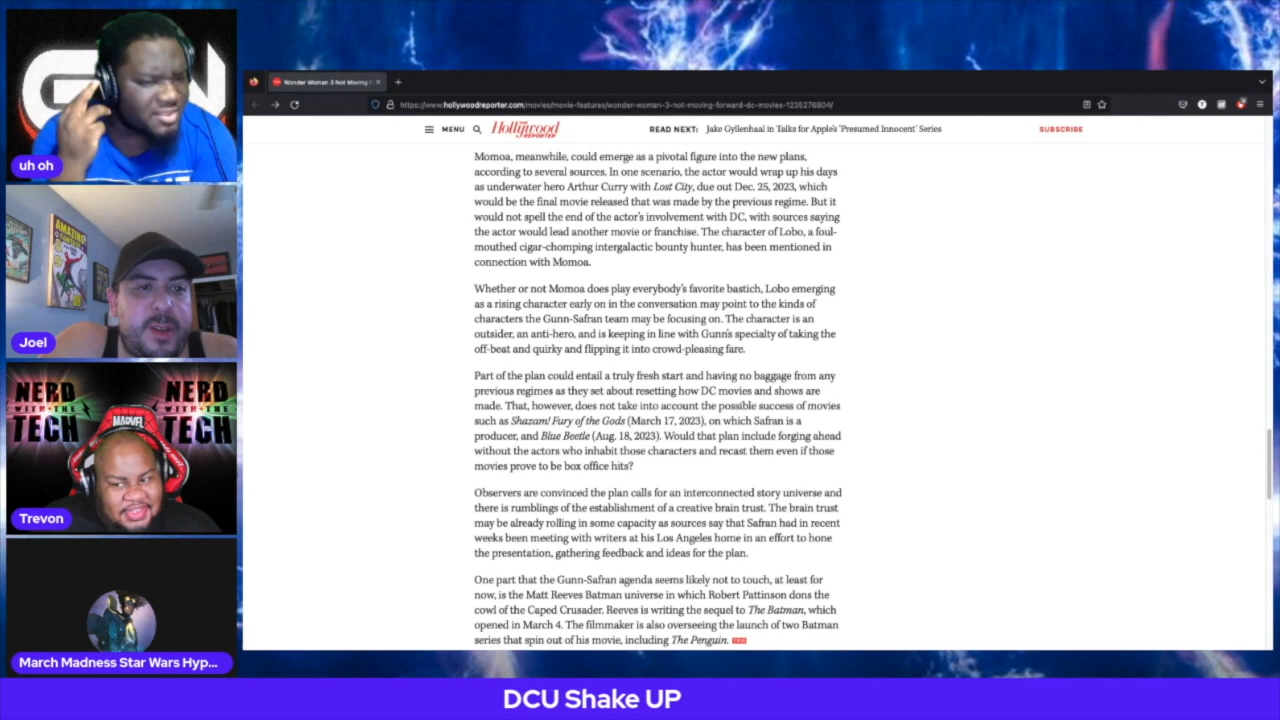 GN
uh oh
AMAZING
Joel
NERD
WITH THE
TECH
NERD
WITH THE
TECH
MARVEL
Trevon
March Madness Star Wars Hyp...
Wonder Woman 3 Not Moving
https://www.hollywoodreporter.com/movies/movie-features/wonder-woman-3-not-moving-forward-dc-movies-1235276804/
MENU
Hollywood
REPORTER
READ NEXT: Jake Gyllenhaal in Talks for Apple's 'Presumed Innocent' Series
SUBSCRIBE
Momoa, meanwhile, could emerge as a pivotal figure into the new plans,
according to several sources. In one scenario, the actor would wrap up his days
as underwater hero Arthur Curry with Lost City, due out Dec. 25, 2023, which
would be the final movie released that was made by the previous regime. But it
would not spell the end of the actor's involvement with DC, with sources saying
the actor would lead another movie or franchise. The character of Lobo, a foul-
mouthed cigar-chomping intergalactic bounty hunter, has been mentioned in
connection with Momoa.
Whether or not Momoa does play everybody's favorite bastich, Lobo emerging
as a rising character early on in the conversation may point to the kinds of
characters the Gunn-Safran team may be focusing on. The character is an
outsider, an anti-hero, and is keeping in line with Gunn's specialty of taking the
off-beat and quirky and flipping it into crowd-pleasing fare.
Part of the plan could entail a truly fresh start and having no baggage from any
previous regimes as they set about resetting how DC movies and shows are
made. That, however, does not take into account the possible success of movies
such as Shazam! Fury of the Gods (March 17, 2023), on which Safran is a
producer, and Blue Beetle (Aug. 18, 2023). Would that plan include forging ahead
without the actors who inhabit those characters and recast them even if those
movies prove to be box office hits?
Observers are convinced the plan calls for an interconnected story universe and
there is rumblings of the establishment of a creative brain trust. The brain trust
may be already rolling in some capacity as sources say that Safran had in recent
weeks been meeting with writers at his Los Angeles home in an effort to hone
the presentation, gathering feedback and ideas for the plan.
One part that the Gunn-Safran agenda seems likely not to touch, at least for
now, is the Matt Reeves Batman universe in which Robert Pattinson dons the
cowl of the Caped Crusader. Reeves is writing the sequel to The Batman, which
opened in March 4. The filmmaker is also overseeing the launch of two Batman
series that spin out of his movie, including The Penguin. THR
DCU Shake UP